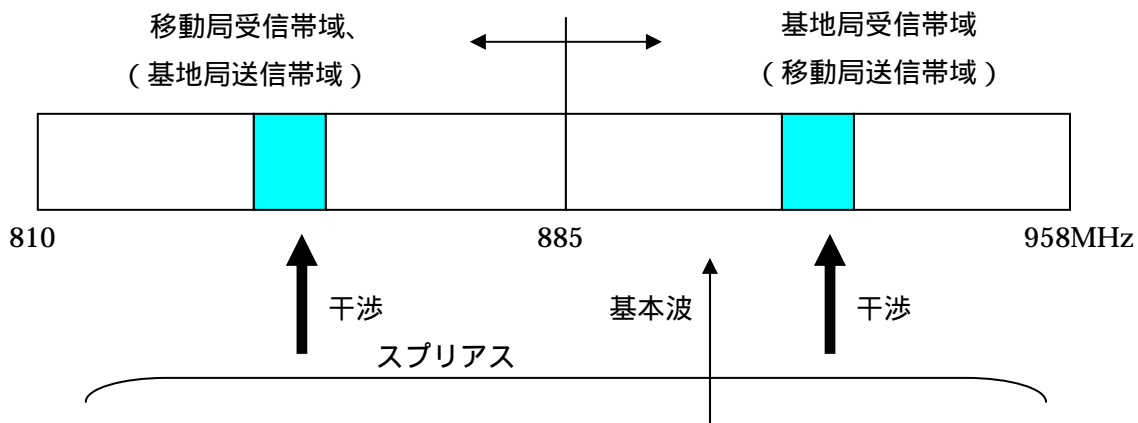 移動局受信帯域、
(基地局送信帯域)
基地局受信帯域
(移動局送信帯域)
810
885
958MHz
干渉
基本波
干渉
スプリアス